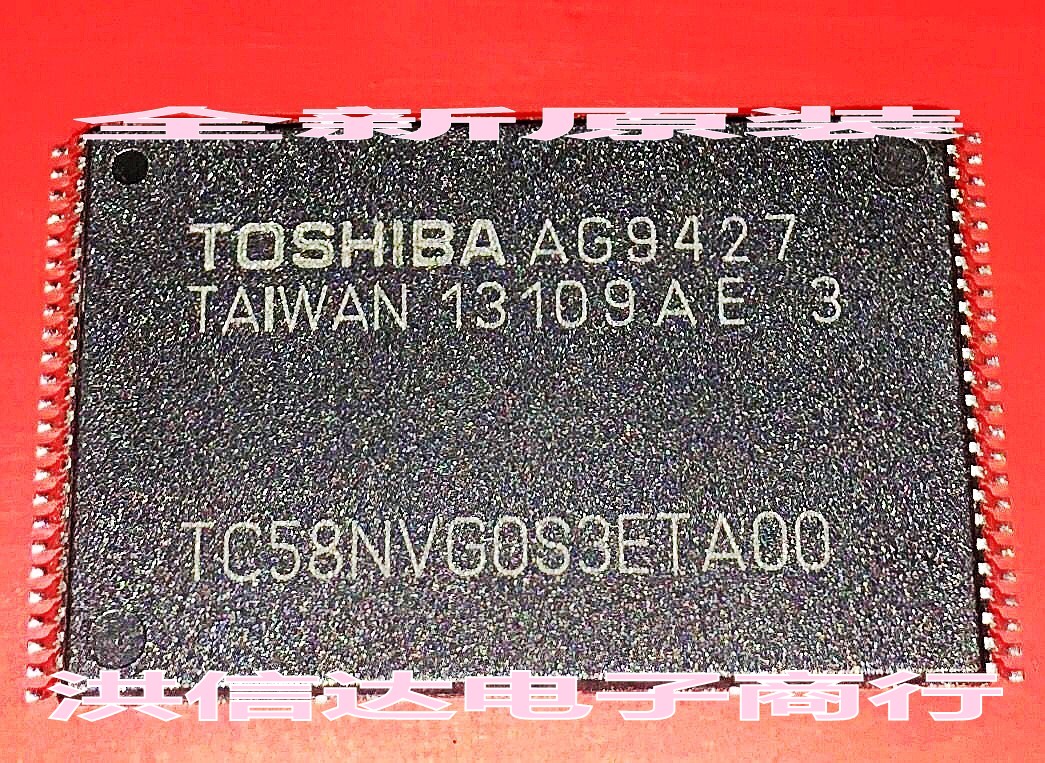 全新原装
TOSHIBA AG9427
TAIWAN 13109AE 3
TC58NVG0S3ETA00
洪信达电子商行